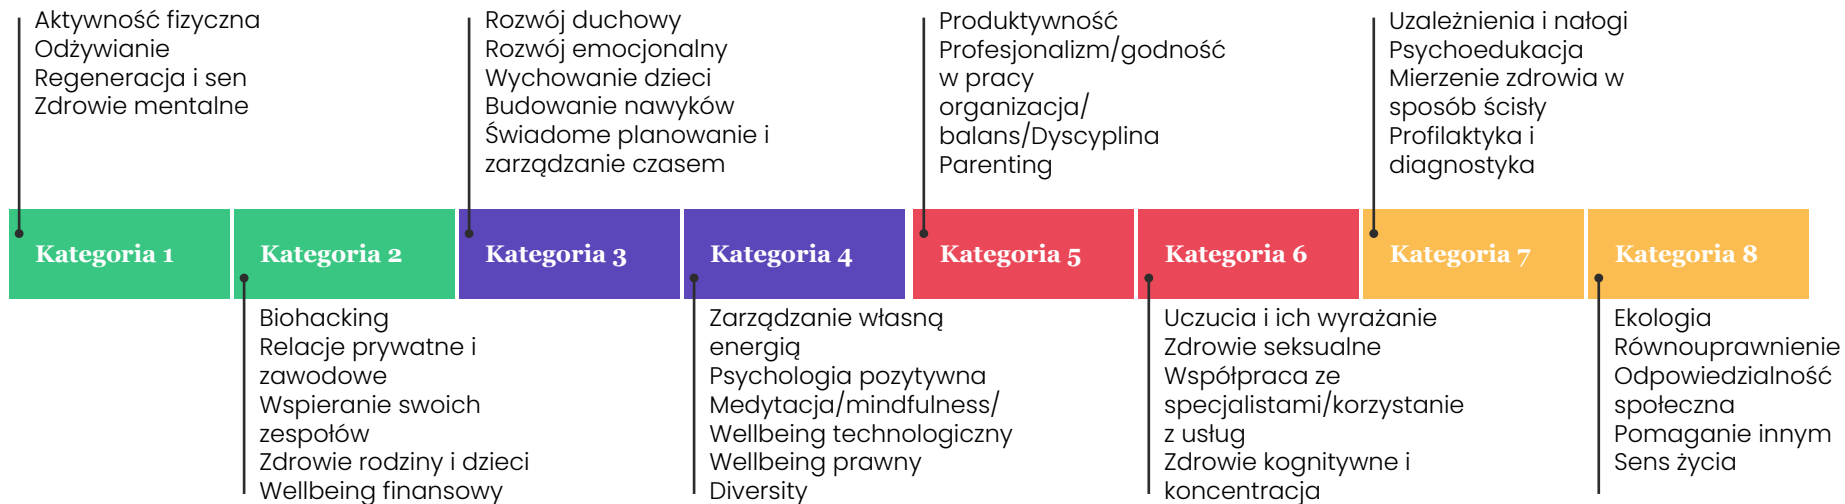 Aktywność fizyczna
Odżywianie
Regeneracja i sen
Zdrowie mentalne
Rozwój duchowy
Rozwój emocjonalny
Wychowanie dzieci
Budowanie nawyków
Świadome planowanie i
zarządzanie czasem
Produktywność
Profesjonalizm/godność
w pracy
organizacja/
balans/Dyscyplina
Parenting
Uzależnienia i nałogi
Psychoedukacja
Mierzenie zdrowia w
sposób ścisły
Profilaktyka i
diagnostyka
Kategoria 1
Kategoria 2
Kategoria 3
Kategoria 4
Kategoria 5
Kategoria 6
Kategoria 7
Kategoria 8
Biohacking
Relacje prywatne i
zawodowe
Wspieranie swoich
zespołów
Zdrowie rodziny i dzieci
Wellbeing finansowy
Zarządzanie własną
energią
Psychologia pozytywna
Medytacja/mindfulness/
Wellbeing technologiczny
Wellbeing prawny
Diversity
Uczucia i ich wyrażanie
Zdrowie seksualne
Współpraca ze
specjalistami/korzystanie
z usług
Zdrowie kognitywne i
koncentracja
Ekologia
Równouprawnienie
Odpowiedzialność
społeczna
Pomaganie innym
Sens życia